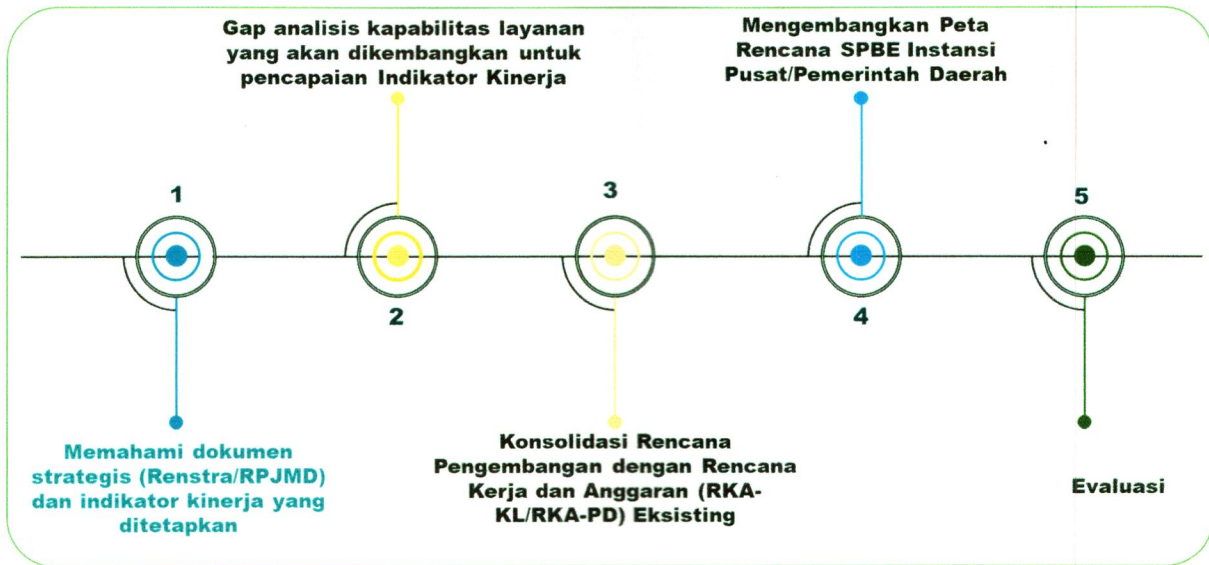 Gap analisis kapabilitas layanan
yang akan dikembangkan untuk
pencapaian Indikator Kinerja
Mengembangkan Peta
Rencana SPBE Instansi
Pusat/Pemerintah Daerah
1
3
5
2
4
Memahami dokumen
strategis (Renstra/RPJMD)
dan indikator kinerja yang
ditetapkan
Konsolidasi Rencana
Pengembangan dengan Rencana
Kerja dan Anggaran (RKA-
KL/RKA-PD) Eksisting
Evaluasi